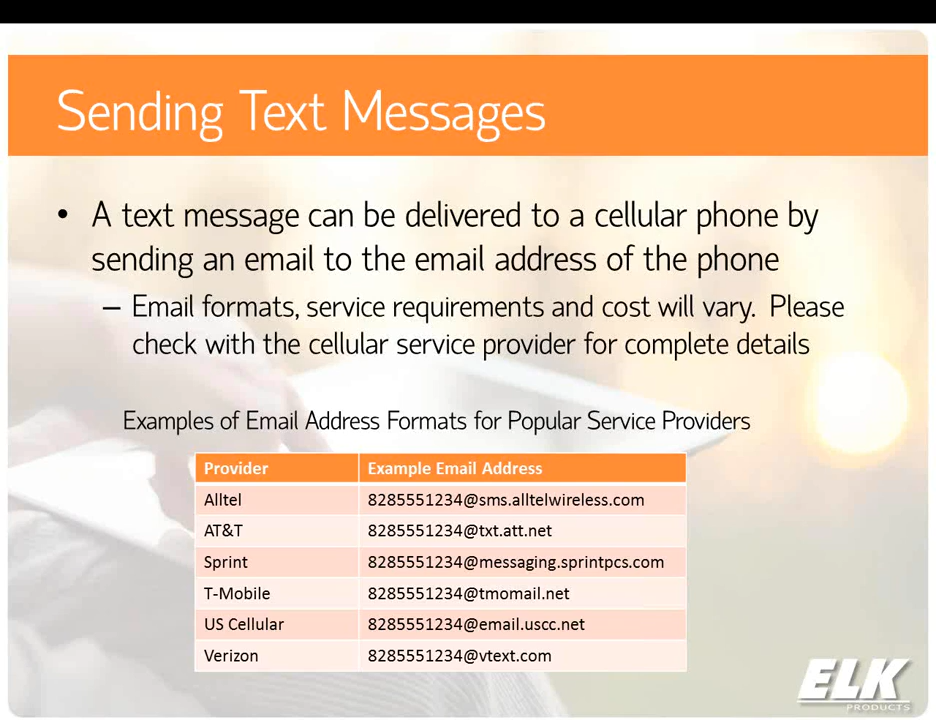 Sending Text Messages
• A text message can be delivered to a cellular phone by
sending an email to the email address of the phone
– Email formats, service requirements and cost will vary. Please
check with the cellular service provider for complete details
Examples of Email Address Formats for Popular Service Providers
Provider Example Email Address
Alltel 8285551234@sms.alltelwireless.com
AT&T 8285551234@txt.att.net
Sprint 8285551234@messaging.sprintpcs.com
T-Mobile 8285551234@tmomail.net
US Cellular 8285551234@email.uscc.net
Verizon 8285551234@vtext.com
ELK
PRODUCTS